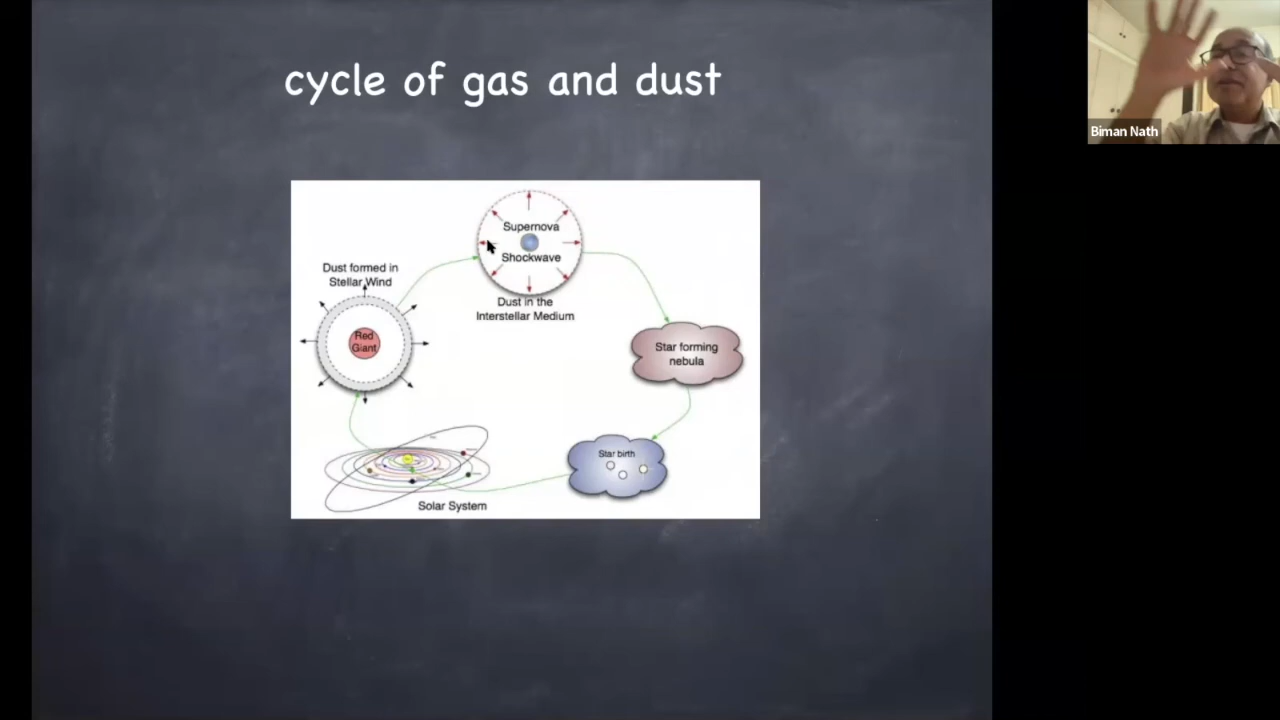 cycle of gas and dust
Biman Nath
Supernova
Shockwave
Dust in the
Interstellar Medium
Dust formed in
Stellar Wind
Red
Giant
Star forming
nebula
Star birth
Solar System